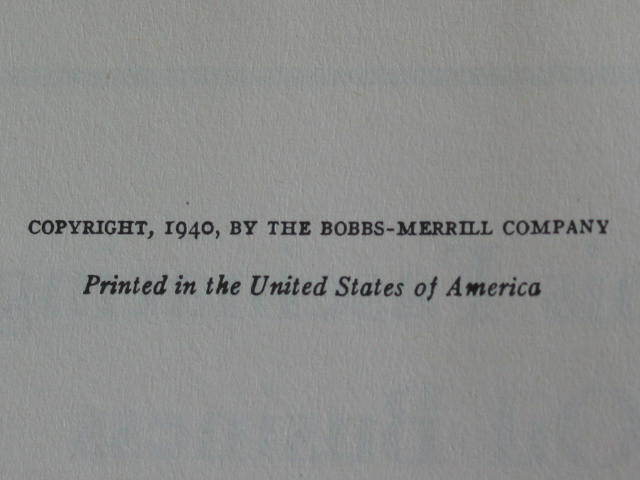 COPYRIGHT, 1940, BY THE BOBBS-MERRILL COMPANY
Printed in the United States of America